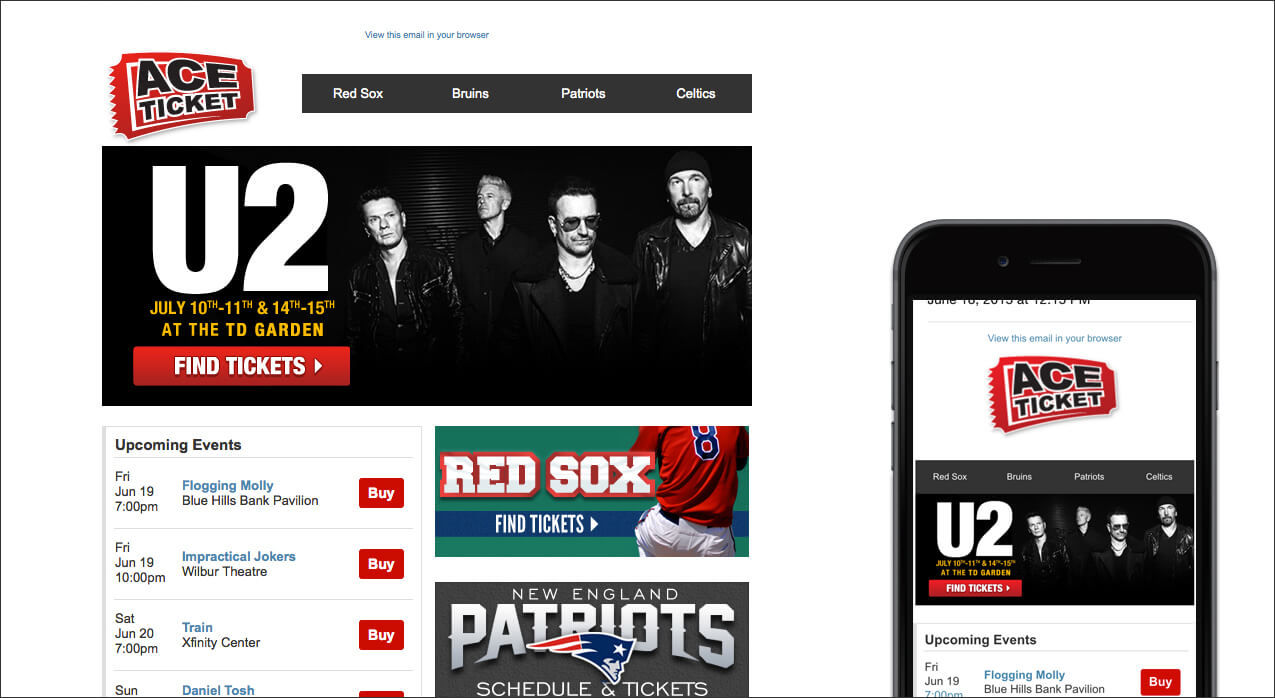 View this email in your browser
ACE
TICKET
Red Sox Bruins Patriots Celtics
U2
JULY 10TH-11TH & 14TH-15TH
AT THE TD GARDEN
FIND TICKETS
Upcoming Events
Fri
Jun 19
7:00pm
Flogging Molly
Blue Hills Bank Pavilion
Buy
Fri
Jun 19
10:00pm
Impractical Jokers
Wilbur Theatre
Buy
Sat
Jun 20
7:00pm
Train
Xfinity Center
Buy
Sun
Daniel Tosh
8
RED SOX
FIND TICKETS
NEW ENGLAND
PATRIOTS
SCHEDULE & TICKETS
June 18, 2015 at 12:15 PM
View this email in your browser
ACE
TICKET
Red Sox Bruins Patriots Celtics
U2
JULY 10TH-11TH & 14TH-15TH
AT THE TD GARDEN
FIND TICKETS
Upcoming Events
Fri
Jun 19
7:00pm
Flogging Molly
Blue Hills Bank Pavilion
Buy